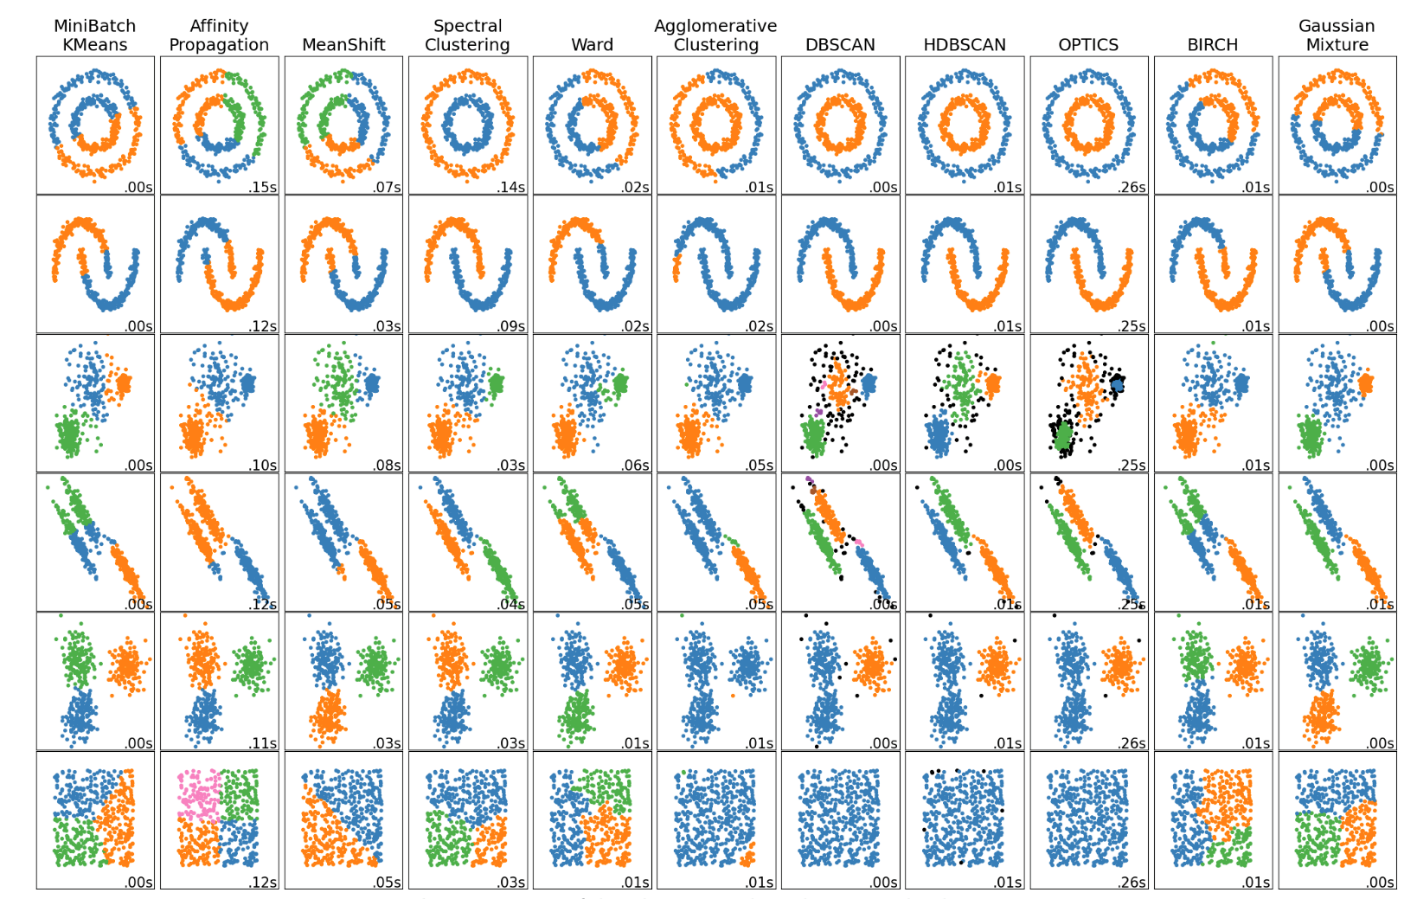 MiniBatch
KMeans
Affinity
Propagation
MeanShift
Spectral
Clustering
Ward
Agglomerative
Clustering
DBSCAN
HDBSCAN
OPTICS
BIRCH
Gaussian
Mixture
.00s
.15s
.07s
.14s
.02s
.01s
.00s
.01s
.26s
.01s
.00s
.00s
.12s
.03s
.09s
.02s
.02s
.00s
.01s
.25s
.01s
.00s
.00s
.10s
.08s
.03s
.06s
.05s
.00s
.00s
.25s
.01s
.00s
.00s
.12s
.05s
.04s
.05s
.05s
.00s
.01s
.25s
.01s
.01s
.00s
.11s
.03s
.03s
.01s
.01s
.00s
.01s
.26s
.01s
.00s
.00s
.12s
.05s
.03s
.01s
.01s
.00s
.01s
.26s
.01s
.00s